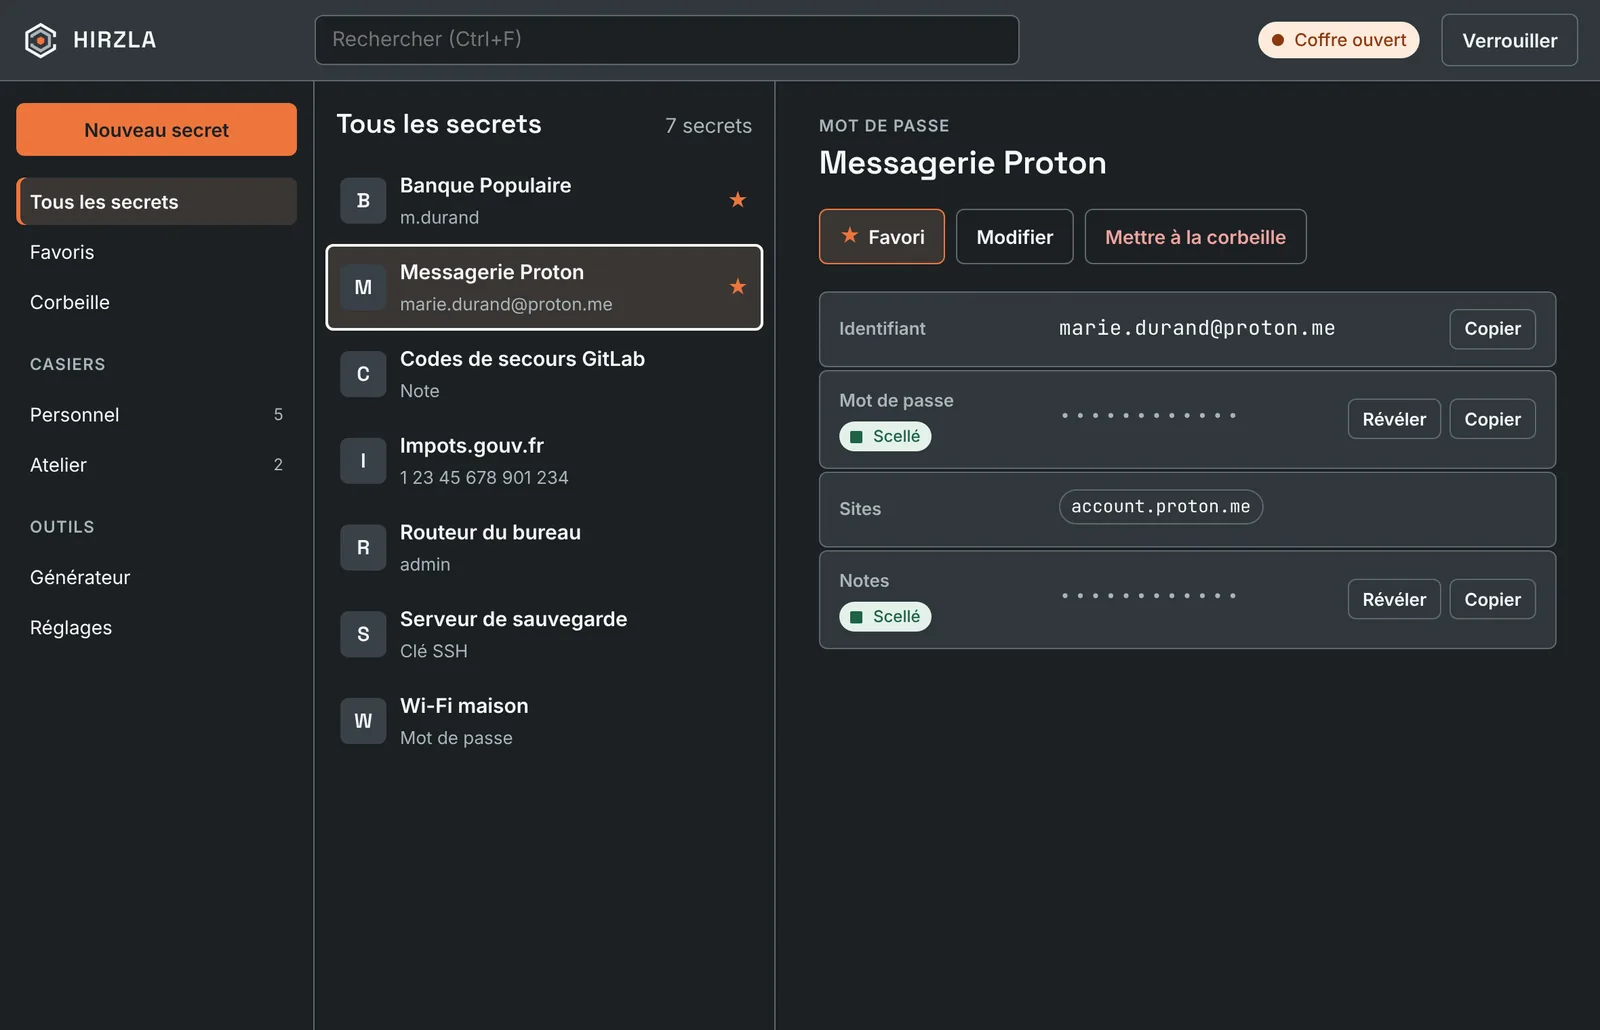 HIRZLA
Rechercher (Ctrl+F)
Coffre ouvert
Verrouiller
Nouveau secret
Tous les secrets
Favoris
Corbeille
CASIERS
Personnel 5
Atelier 2
OUTILS
Générateur
Réglages
Tous les secrets 7 secrets
B
Banque Populaire
m.durand
M
Messagerie Proton
marie.durand@proton.me
C
Codes de secours GitLab
Note
I
Impots.gouv.fr
1 23 45 678 901 234
R
Routeur du bureau
admin
S
Serveur de sauvegarde
Clé SSH
W
Wi-Fi maison
Mot de passe
MOT DE PASSE
Messagerie Proton
★ Favori
Modifier
Mettre à la corbeille
Identifiant marie.durand@proton.me Copier
Mot de passe •••••••••••• Révéler Copier
Scellé
Sites account.proton.me
Notes •••••••••••• Révéler Copier
Scellé